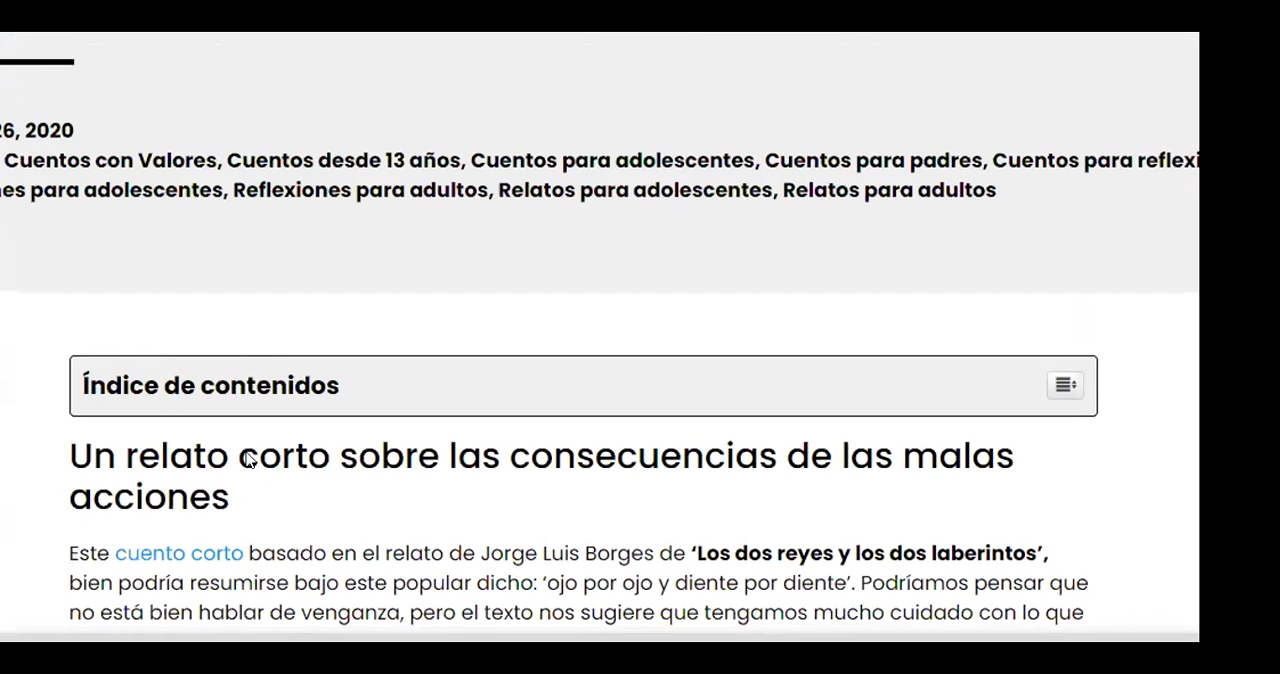 26, 2020
Cuentos con Valores, Cuentos desde 13 años, Cuentos para adolescentes, Cuentos para padres, Cuentos para
para adolescentes, Reflexiones para adultos, Relatos para adolescentes, Relatos para adultos
Índice de contenidos
Un relato corto sobre las consecuencias de las malas
acciones
Este cuento corto basado en el relato de Jorge Luis Borges de ‘Los dos reyes y los dos laberintos’,
bien podría resumirse bajo este popular dicho: ‘ojo por ojo y diente por diente’. Podríamos pensar que
no está bien hablar de venganza, pero el texto nos sugiere que tengamos mucho cuidado con lo que